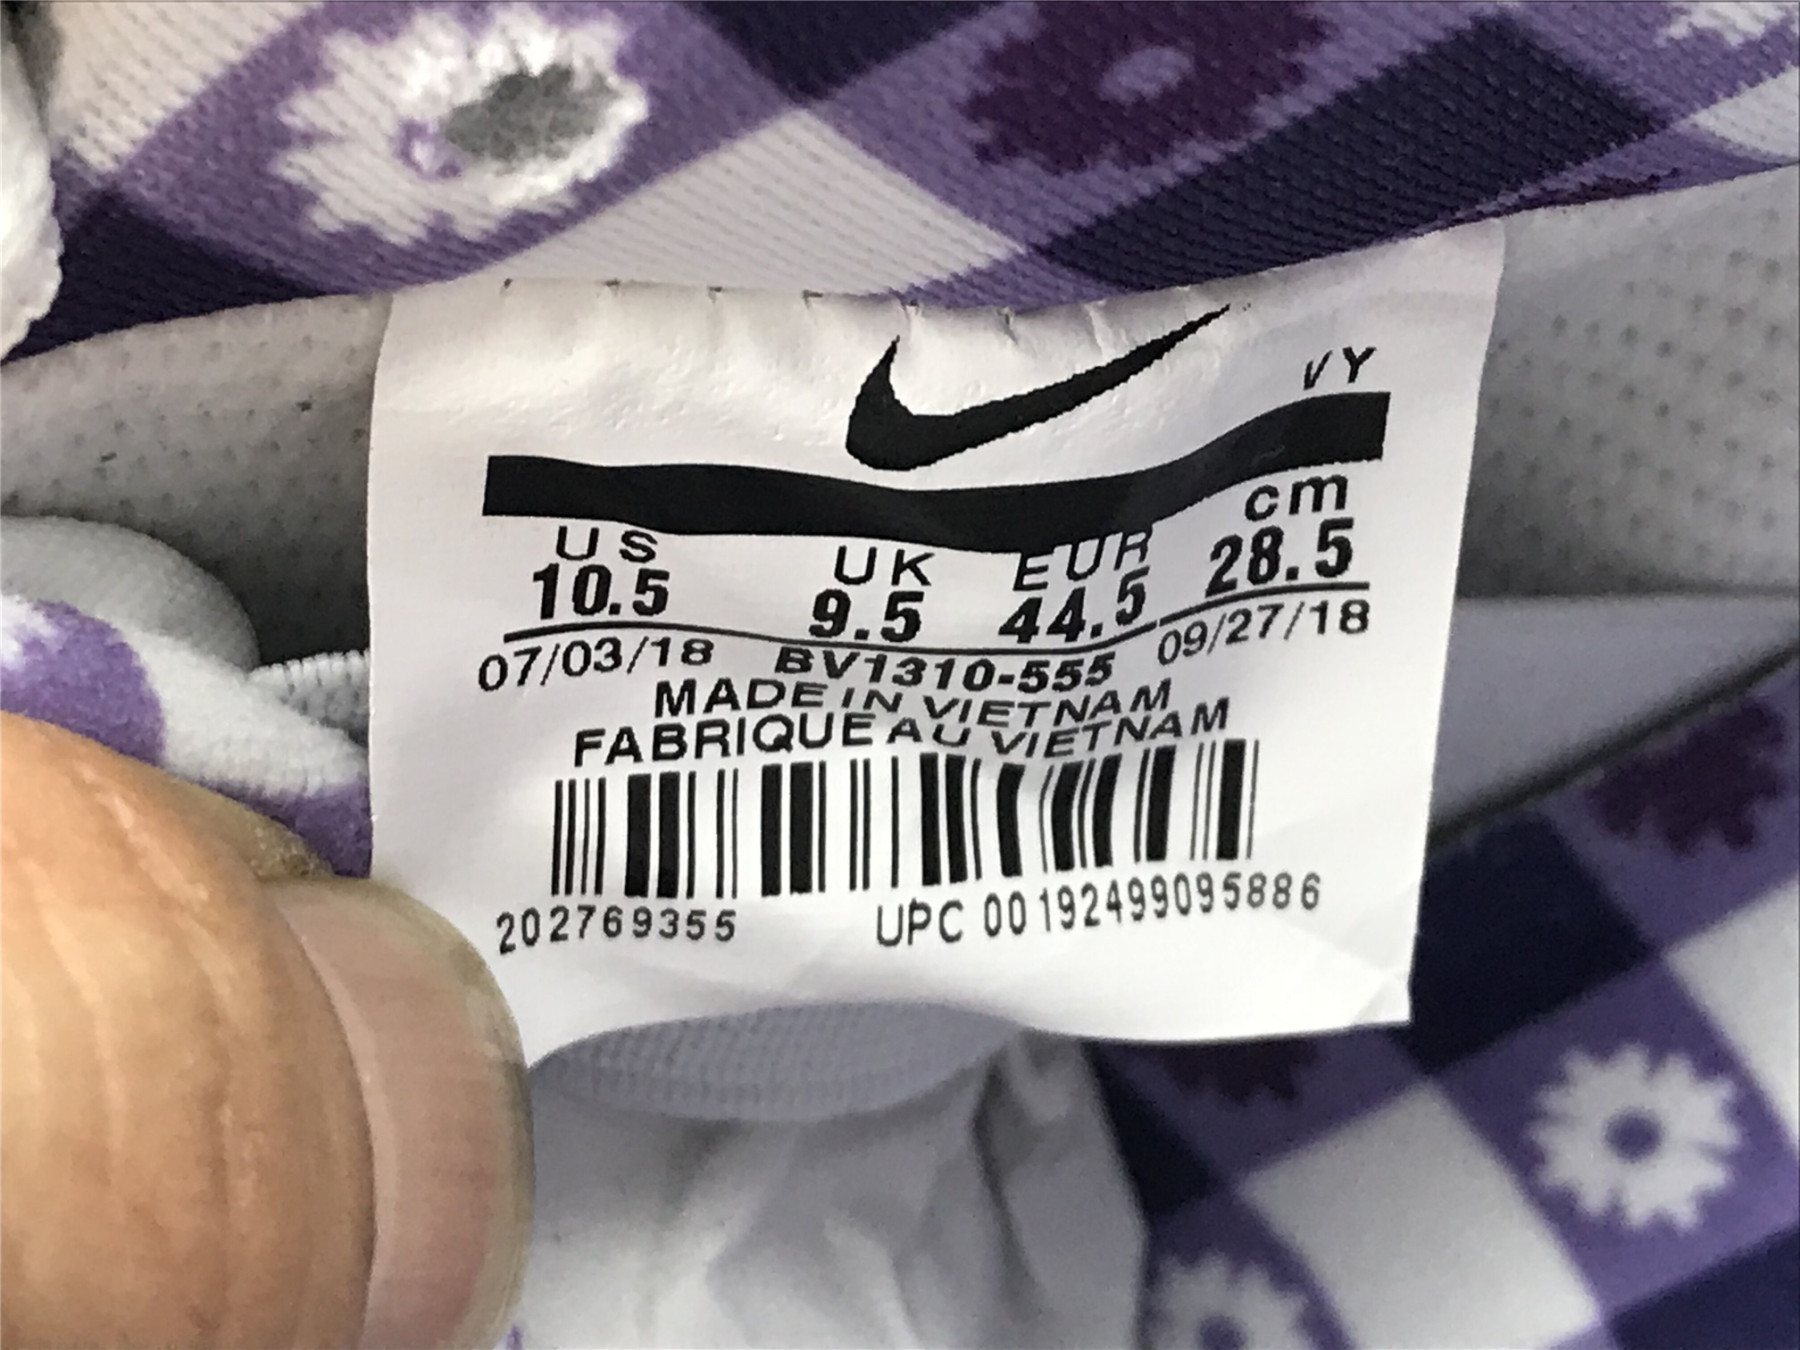 VY
US UK EUR cm
10.5 9.5 44.5 28.5
07/03/18 BV1310-555 09/27/18
MADE IN VIETNAM
FABRIQUE AU VIETNAM
202769355 UPC 00192499095886